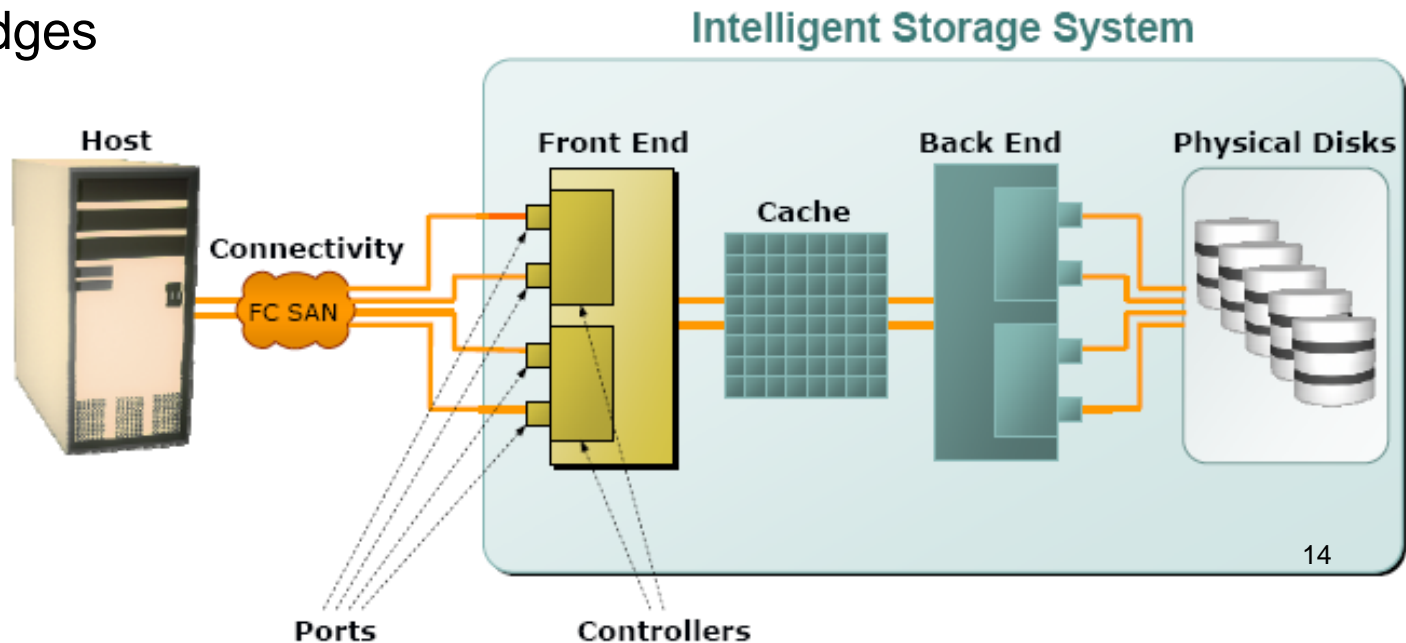 dges
Intelligent Storage System
Host
Front End
Back End
Physical Disks
Cache
Connectivity
FC SAN
14
Ports
Controllers